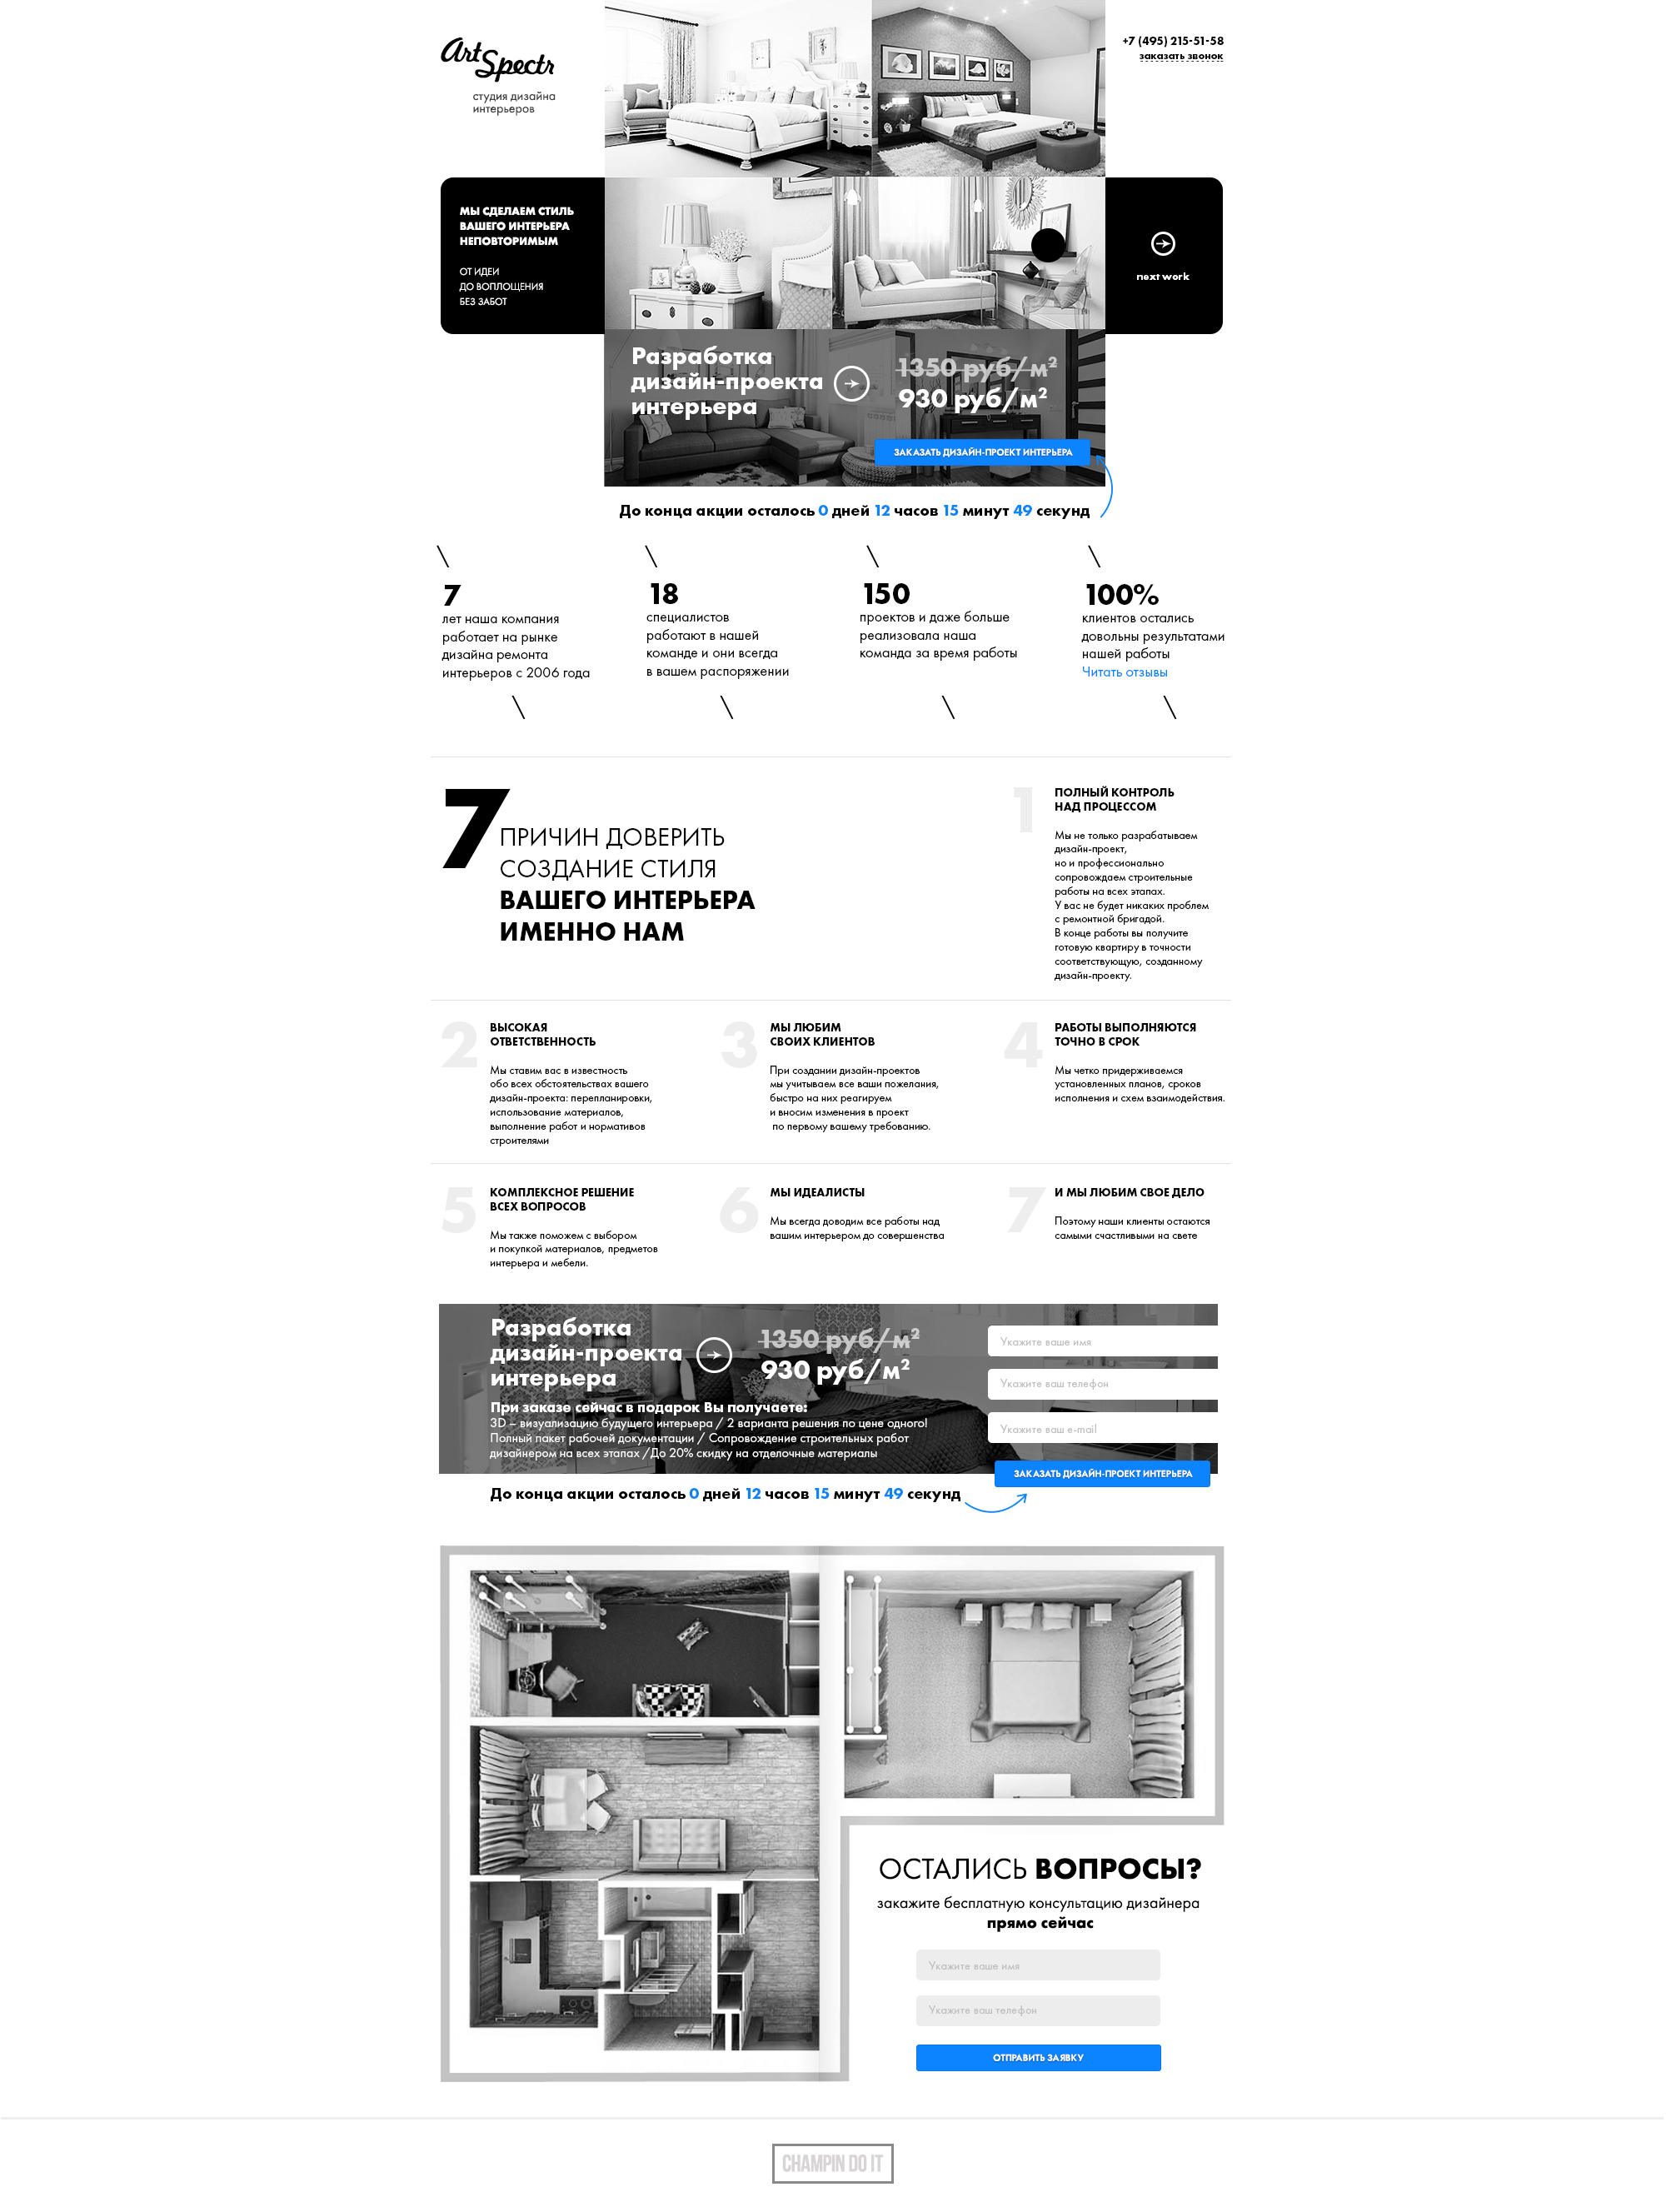 Art Spectr
студия дизайна
интерьеров
+7 (495) 215-51-58
заказать звонок
МЫ СДЕЛАЕМ СТИЛЬ
ВАШЕГО ИНТЕРЬЕРА
НЕПОВТОРИМЫМ
ОТ ИДЕИ
ДО ВОПЛОЩЕНИЯ
БЕЗ ЗАБОТ
next work
Разработка
дизайн-проекта
интерьера
1350 руб/м²
930 руб/м²
ЗАКАЗАТЬ ДИЗАЙН-ПРОЕКТ ИНТЕРЬЕРА
До конца акции осталось 0 дней 12 часов 15 минут 49 секунд
7
лет наша компания
работает на рынке
дизайна ремонта
интерьеров с 2006 года
18
специалистов
работают в нашей
команде и они всегда
в вашем распоряжении
150
проектов и даже больше
реализовала наша
команда за время работы
100%
клиентов остались
довольны результатами
нашей работы
Читать отзывы
7
ПРИЧИН ДОВЕРИТЬ
СОЗДАНИЕ СТИЛЯ
ВАШЕГО ИНТЕРЬЕРА
ИМЕННО НАМ
1
ПОЛНЫЙ КОНТРОЛЬ
НАД ПРОЦЕССОМ
Мы не только разрабатываем
дизайн-проект,
но и профессионально
сопровождаем строительные
работы на всех этапах.
У вас не будет никаких проблем
с ремонтной бригадой.
В конце работы вы получите
готовую квартиру в точности
соответствующую, созданному
дизайн-проекту.
2
ВЫСОКАЯ
ОТВЕТСТВЕННОСТЬ
Мы ставим вас в известность
обо всех обстоятельствах вашего
дизайн-проекта: перепланировки,
использование материалов,
выполнение работ и нормативов
строителями
3
МЫ ЛЮБИМ
СВОИХ КЛИЕНТОВ
При создании дизайн-проектов
мы учитываем все ваши пожелания,
быстро на них реагируем
и вносим изменения в проект
по первому вашему требованию.
4
РАБОТЫ ВЫПОЛНЯЮТСЯ
ТОЧНО В СРОК
Мы четко придерживаемся
установленных планов, сроков
исполнения и схем взаимодействия.
5
КОМПЛЕКСНОЕ РЕШЕНИЕ
ВСЕХ ВОПРОСОВ
Мы также поможем с выбором
и покупкой материалов, предметов
интерьера и мебели.
6
МЫ ИДЕАЛИСТЫ
Мы всегда доводим все работы над
вашим интерьером до совершенства
7
И МЫ ЛЮБИМ СВОЕ ДЕЛО
Поэтому наши клиенты остаются
самыми счастливыми на свете
Разработка
дизайн-проекта
интерьера
1350 руб/м²
930 руб/м²
При заказе сейчас в подарок Вы получаете:
3D – визуализацию будущего интерьера / 2 варианта решения по цене одного!
Полный пакет рабочей документации / Сопровождение строительных работ
дизайнером на всех этапах /До 20% скидку на отделочные материалы
Укажите ваше имя
Укажите ваш телефон
Укажите ваш e-mail
ЗАКАЗАТЬ ДИЗАЙН-ПРОЕКТ ИНТЕРЬЕРА
До конца акции осталось 0 дней 12 часов 15 минут 49 секунд
ОСТАЛИСЬ ВОПРОСЫ?
закажите бесплатную консультацию дизайнера
прямо сейчас
Укажите ваше имя
Укажите ваш телефон
ОТПРАВИТЬ ЗАЯВКУ
CHAMPIN DO IT